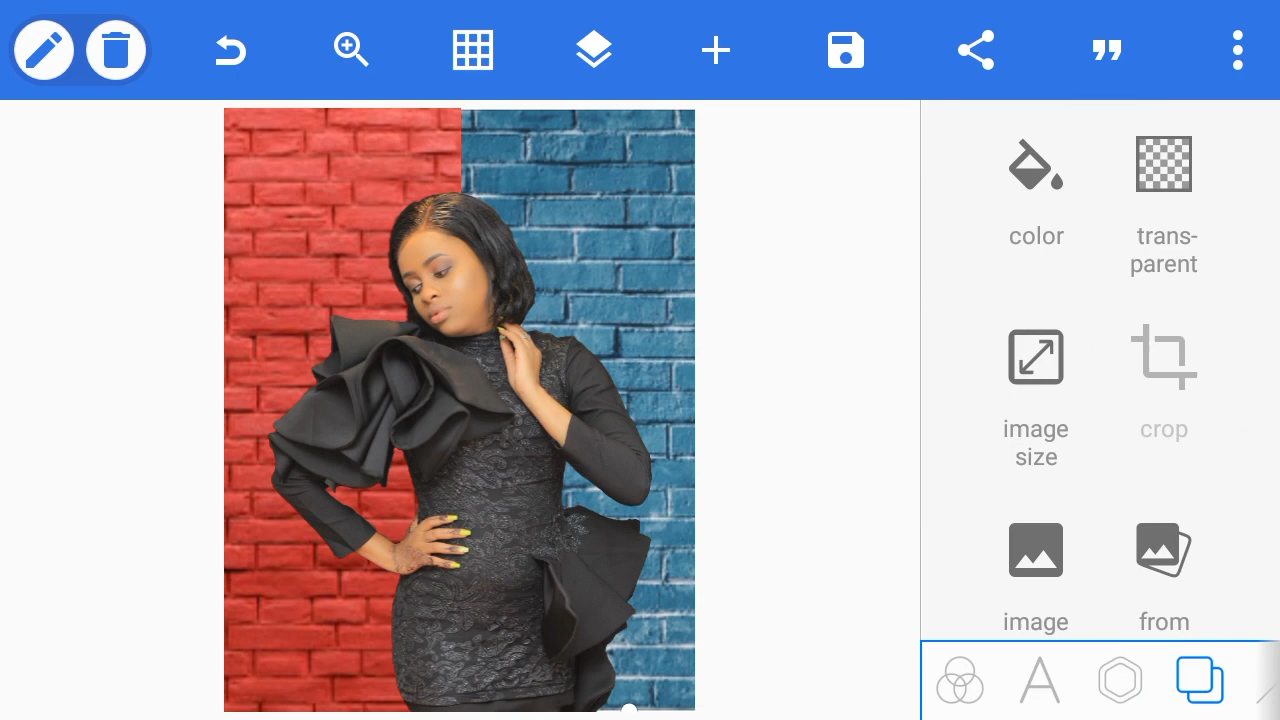 color
trans-
parent
image
size
crop
image
from